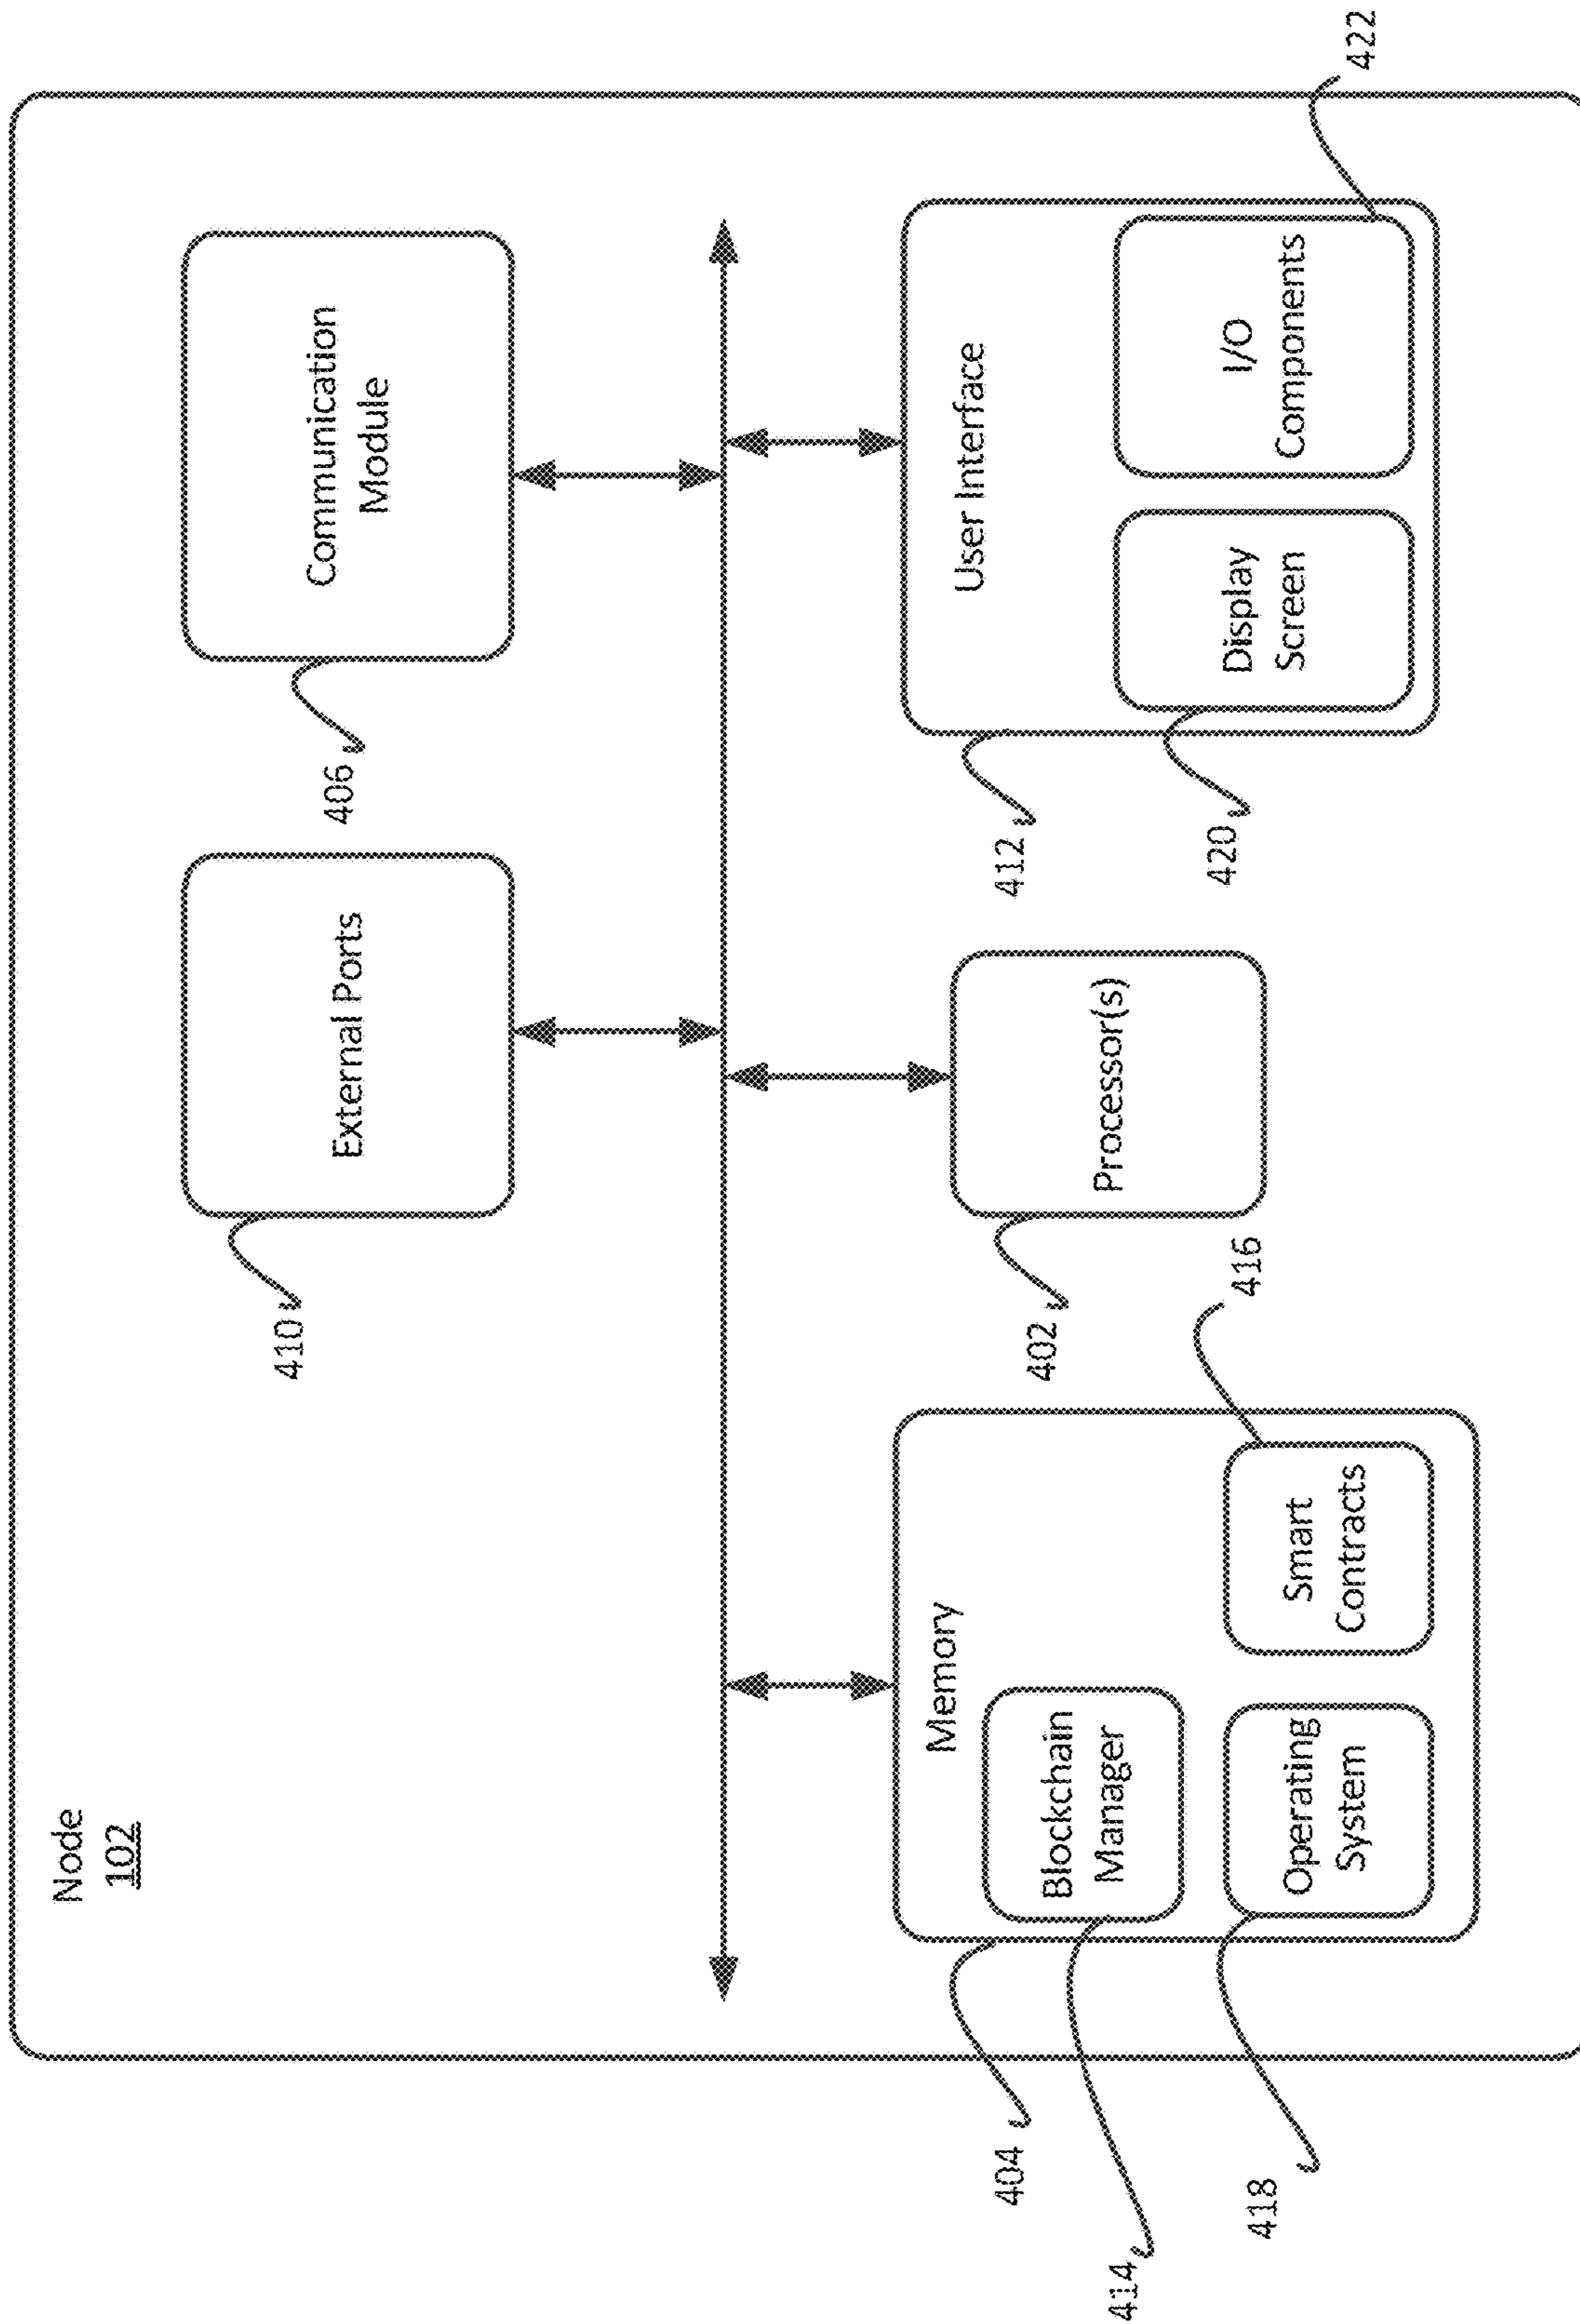 Node
102
410
External Ports
406
Communication
Module
404
Memory
414
Blockchain
Manager
418
Operating
System
416
Smart
Contracts
402
Processor(s)
412
User Interface
420
Display
Screen
422
I/O
Components